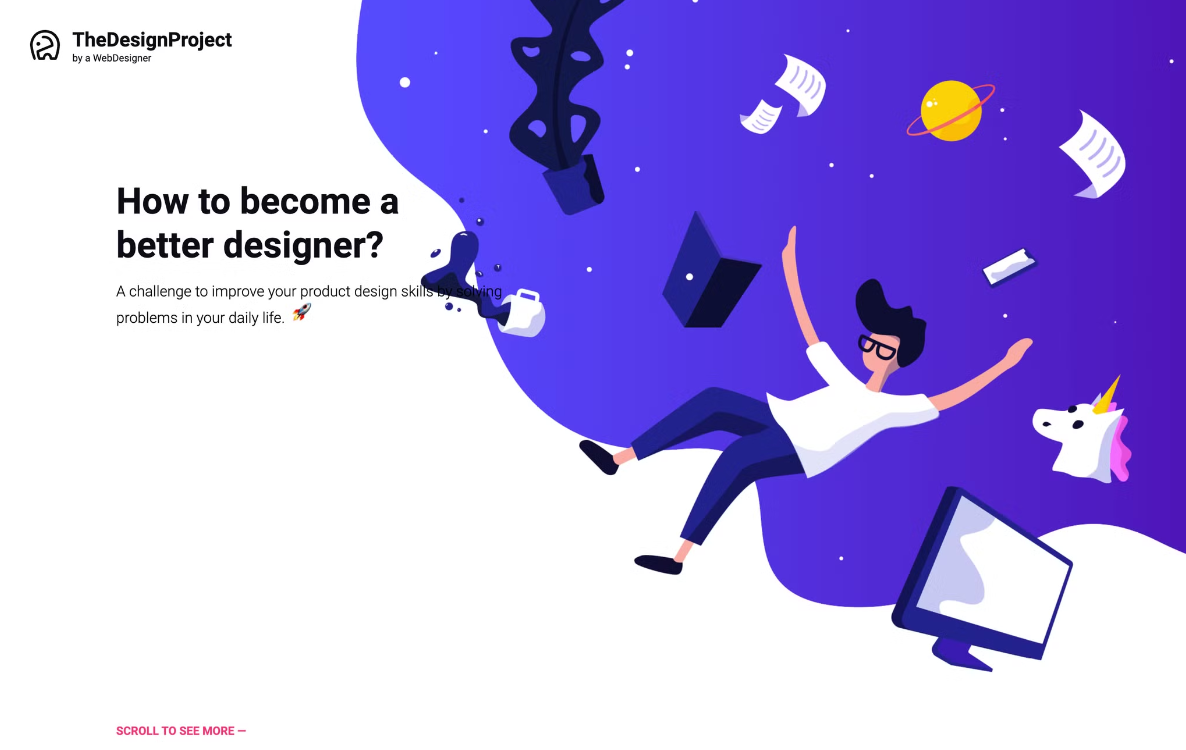 TheDesignProject
by a WebDesigner
How to become a
better designer?
A challenge to improve your product design skills by solving
problems in your daily life. 🚀
SCROLL TO SEE MORE —